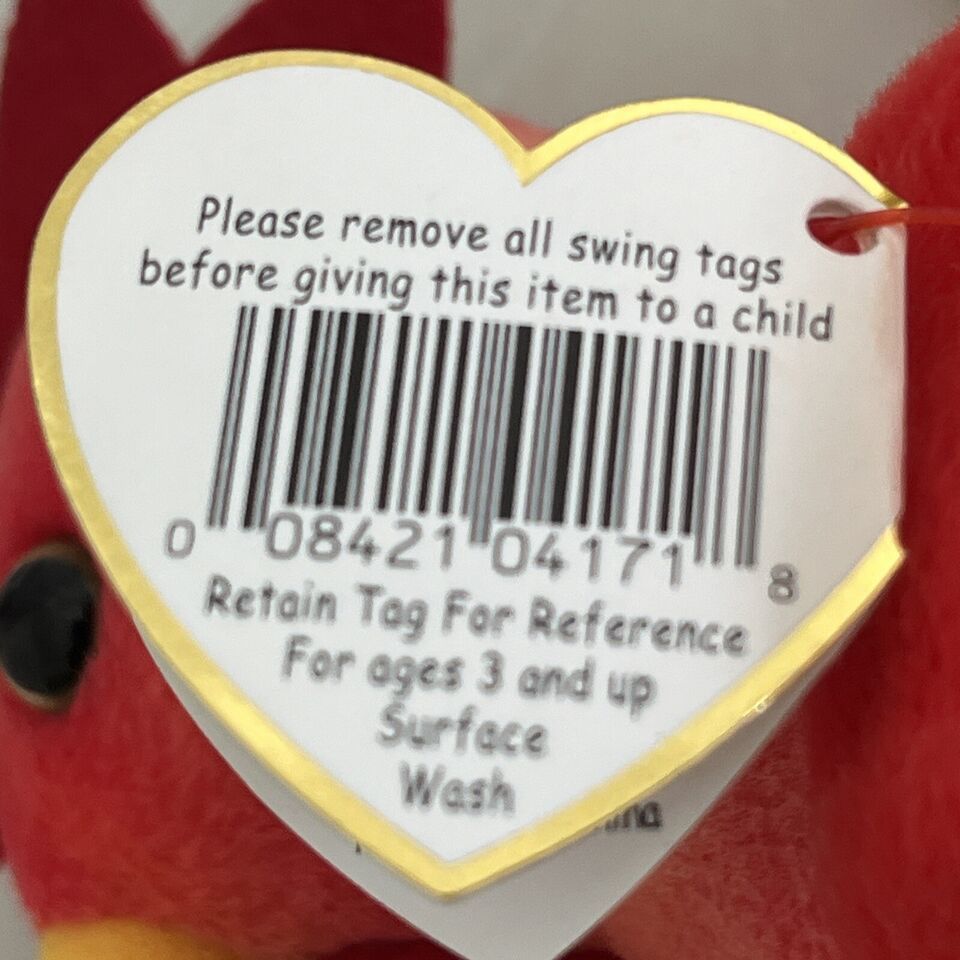 Please remove all swing tags
before giving this item to a child
0 08421 04171 8
Retain Tag For Reference
For ages 3 and up
Surface
Wash